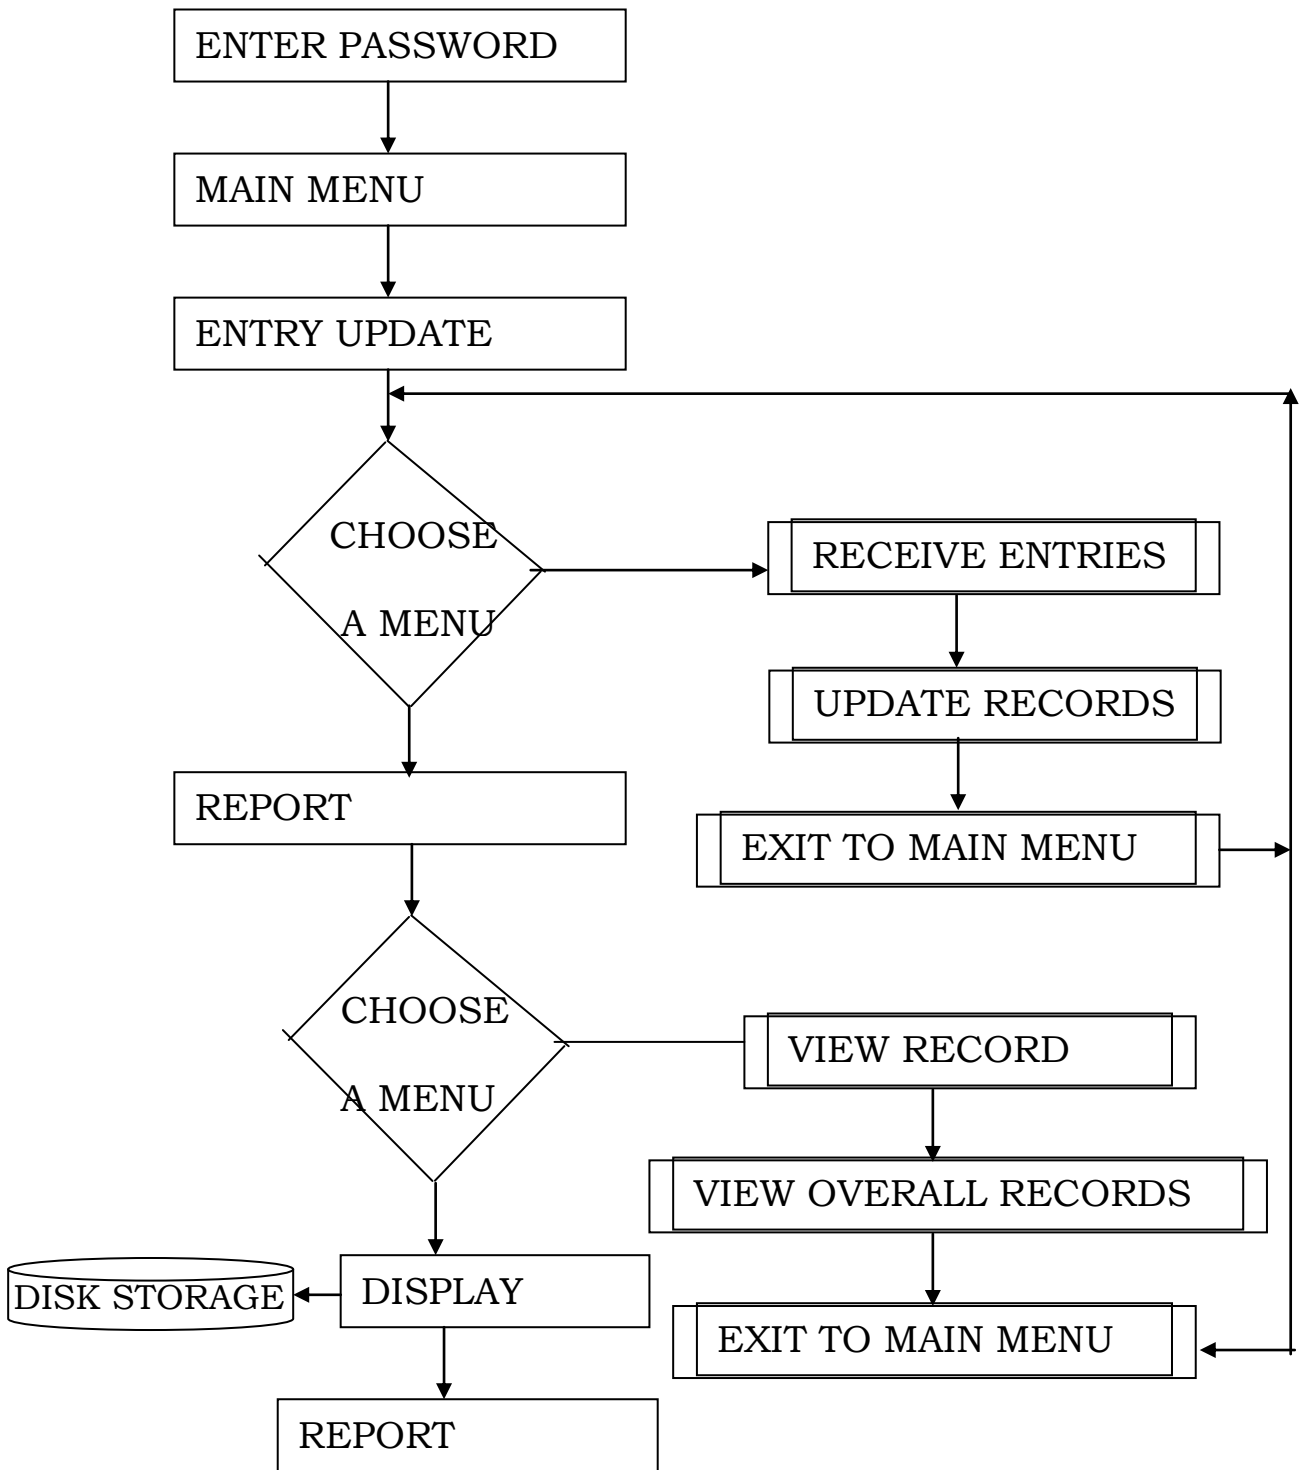 ENTER PASSWORD
MAIN MENU
ENTRY UPDATE
CHOOSE
A MENU
RECEIVE ENTRIES
UPDATE RECORDS
EXIT TO MAIN MENU
REPORT
CHOOSE
A MENU
VIEW RECORD
VIEW OVERALL RECORDS
EXIT TO MAIN MENU
DISPLAY
DISK STORAGE
REPORT